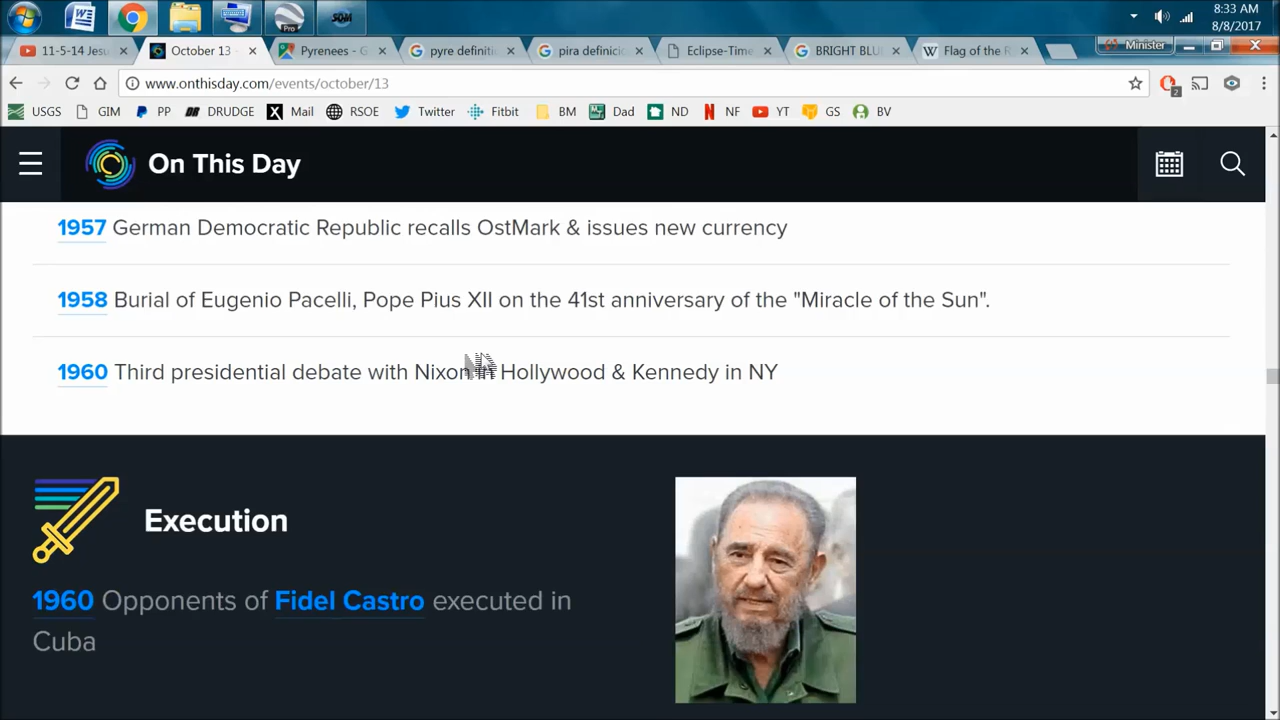 8:33 AM
8/8/2017
Pro
SQM
11-5-14 Jesu
October 13 -
Pyrenees - G
pyre definiti
pira definicio
Eclipse-Time
BRIGHT BLU
Flag of the R
Minister
www.onthisday.com/events/october/13
2
USGS GIM PP DRUDGE Mail RSOE Twitter Fitbit BM Dad ND NF YT GS BV
On This Day
1957 German Democratic Republic recalls OstMark & issues new currency
1958 Burial of Eugenio Pacelli, Pope Pius XII on the 41st anniversary of the "Miracle of the Sun".
1960 Third presidential debate with Nixon in Hollywood & Kennedy in NY
Execution
1960 Opponents of Fidel Castro executed in
Cuba